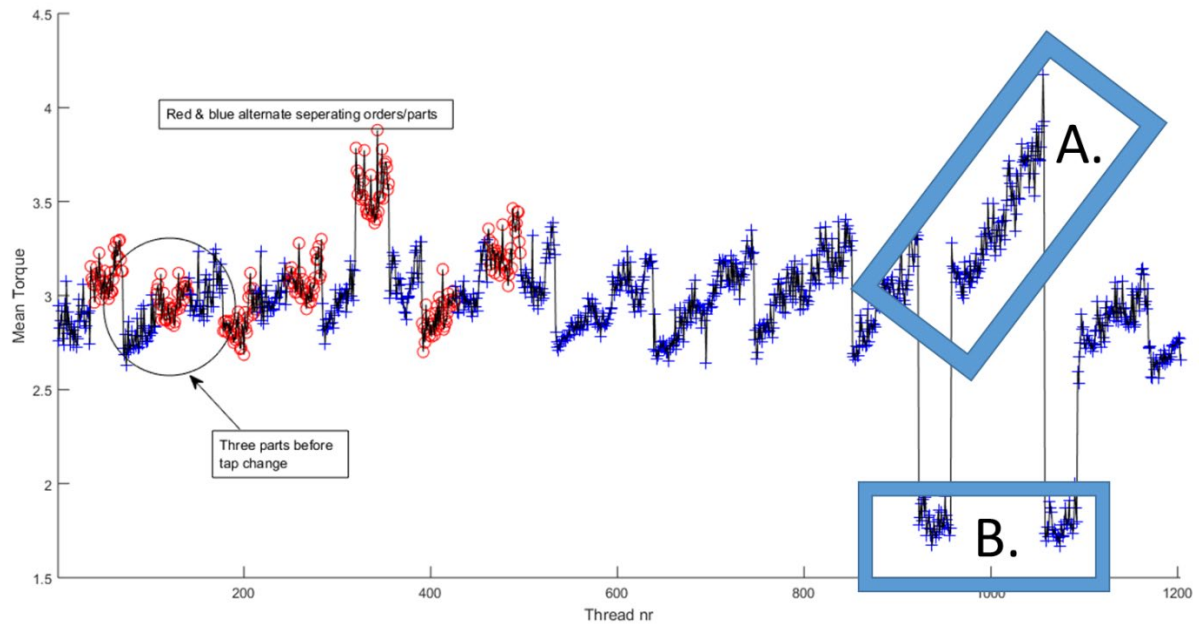 4.5
4
3.5
3
2.5
2
1.5
Mean Torque
Red & blue alternate seperating orders/parts
A.
Three parts before
tap change
B.
200
400
600
800
1000
1200
Thread nr